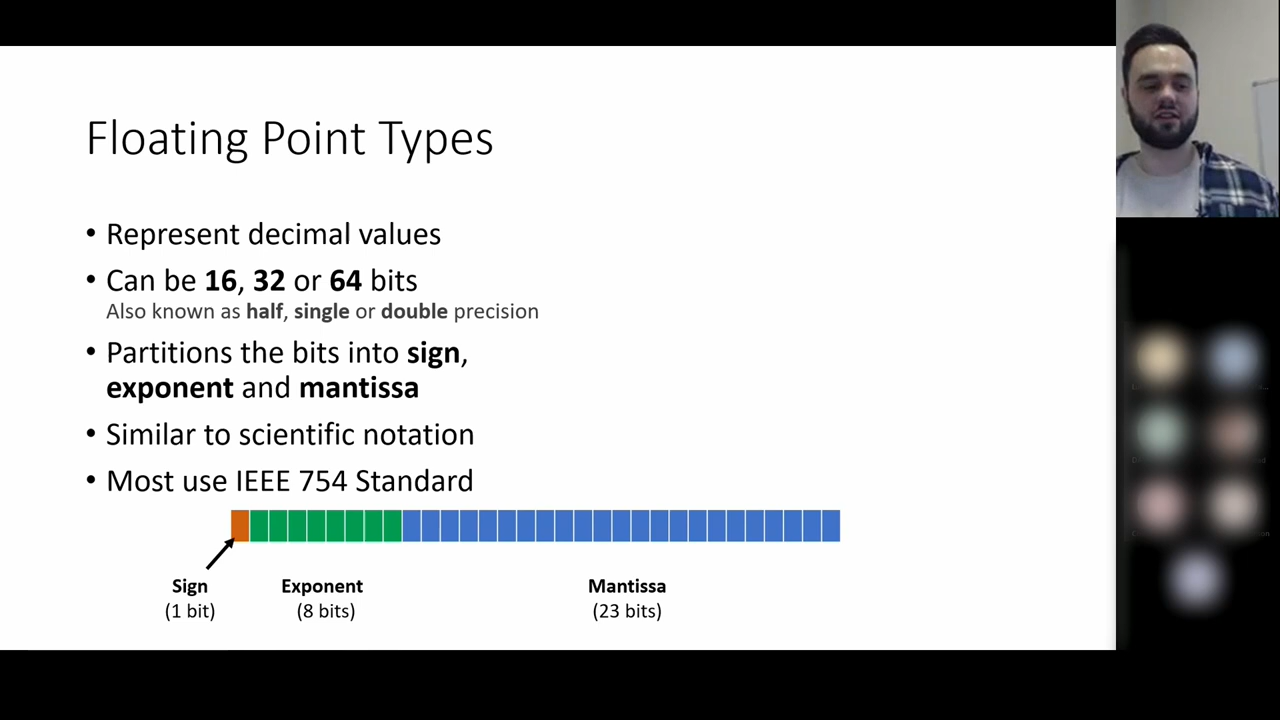 Floating Point Types
• Represent decimal values
• Can be 16, 32 or 64 bits
Also known as half, single or double precision
• Partitions the bits into sign,
exponent and mantissa
• Similar to scientific notation
• Most use IEEE 754 Standard
Sign
(1 bit)
Exponent
(8 bits)
Mantissa
(23 bits)